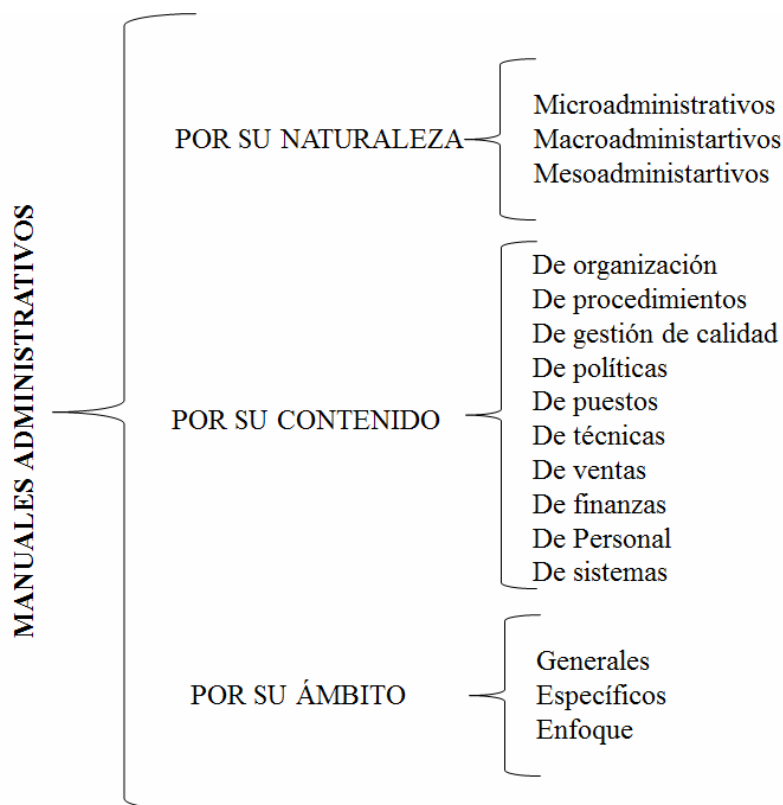 MANUALES ADMINISTRATIVOS
POR SU NATURALEZA
Microadministrativos
Macroadministartivos
Mesoadministartivos
POR SU CONTENIDO
De organización
De procedimientos
De gestión de calidad
De políticas
De puestos
De técnicas
De ventas
De finanzas
De Personal
De sistemas
POR SU ÁMBITO
Generales
Específicos
Enfoque